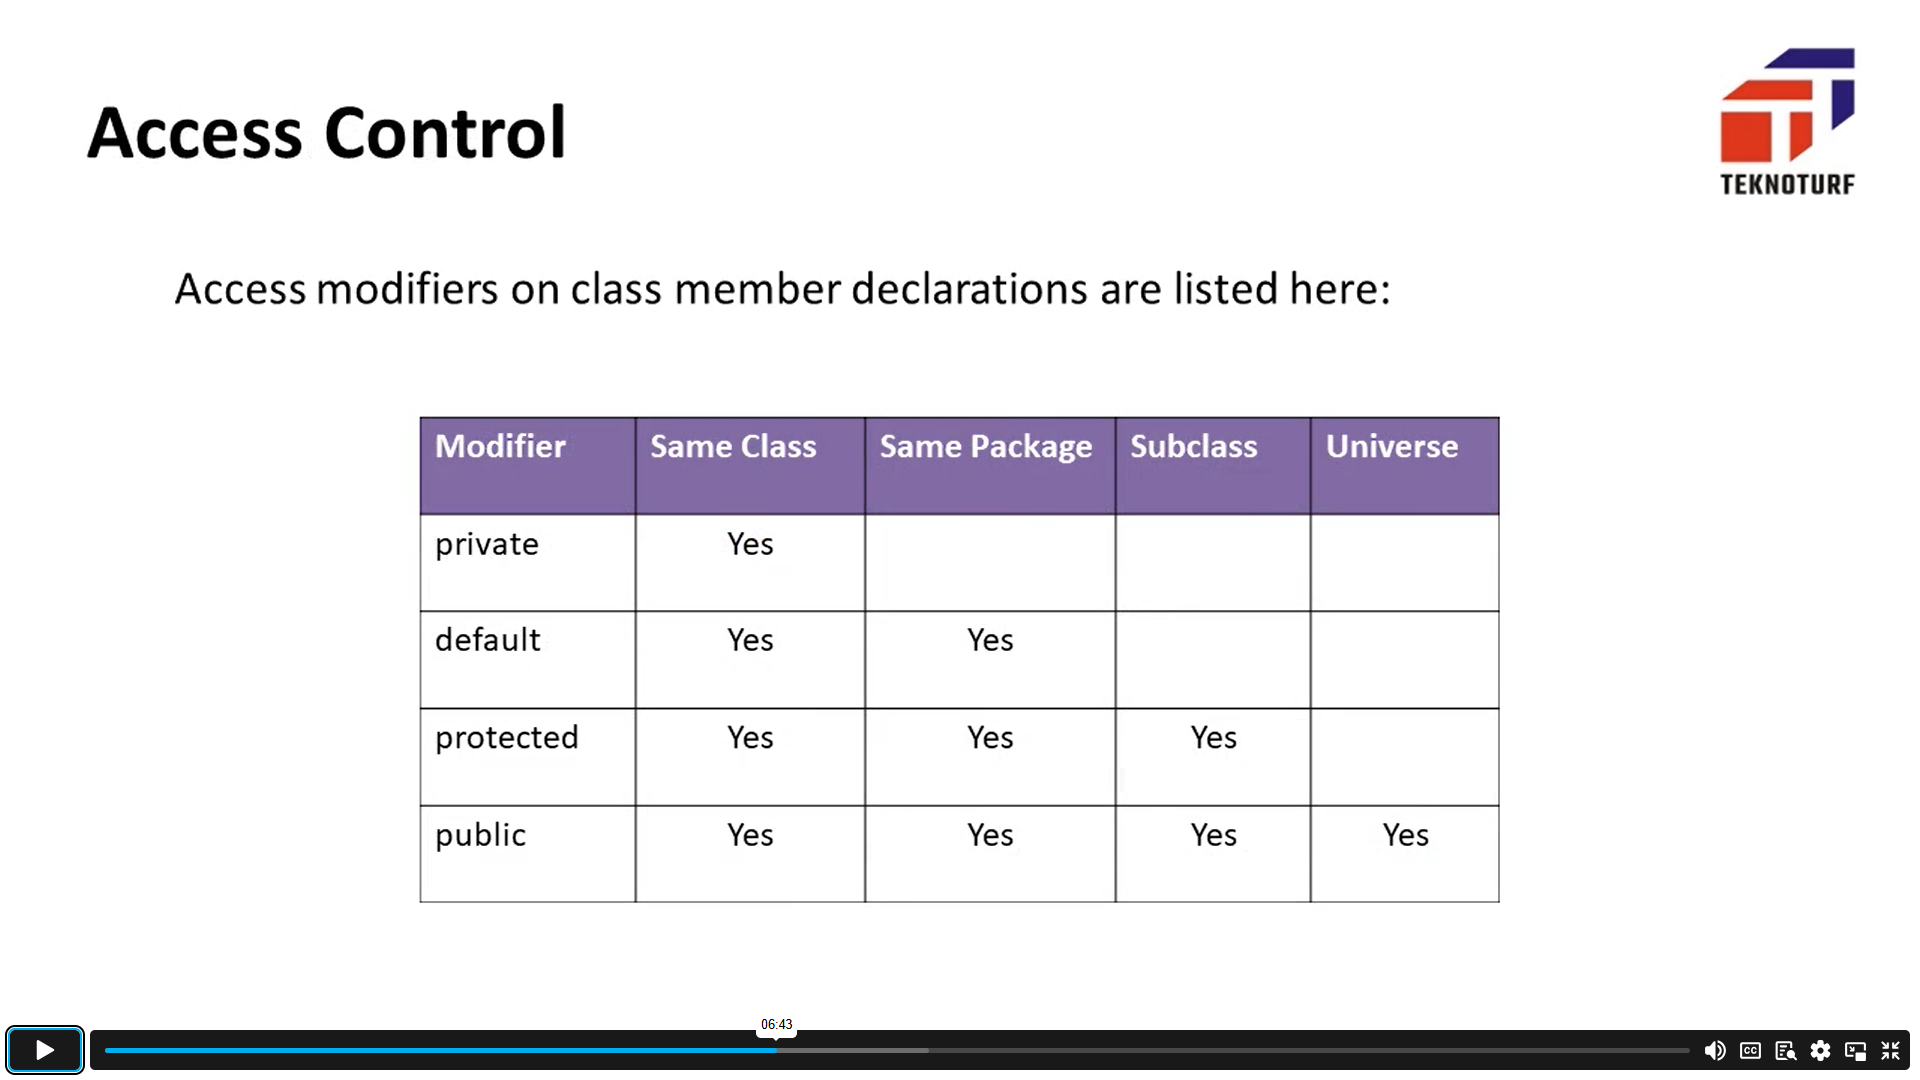 Access Control
TEKNOTURF
Access modifiers on class member declarations are listed here:
Modifier Same Class Same Package Subclass Universe
private Yes
default Yes Yes
protected Yes Yes Yes
public Yes Yes Yes Yes
06:43
CC